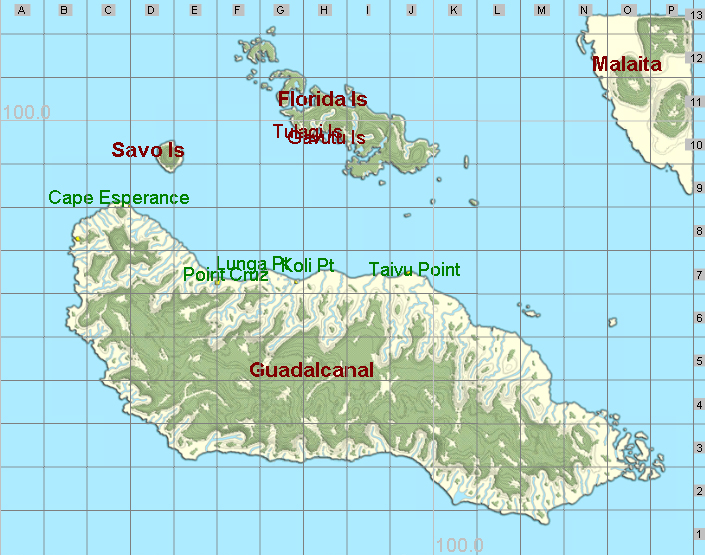 A B C D E F G H I J K L M N O P
13
12
Malaita
11
Florida Is
100.0
Tulagi Is
Gavutu Is
10
Savo Is
9
Cape Esperance
8
Lunga Pt
Koli Pt
Point Cruz
Taivu Point
7
6
5
Guadalcanal
4
3
2
100.0
1